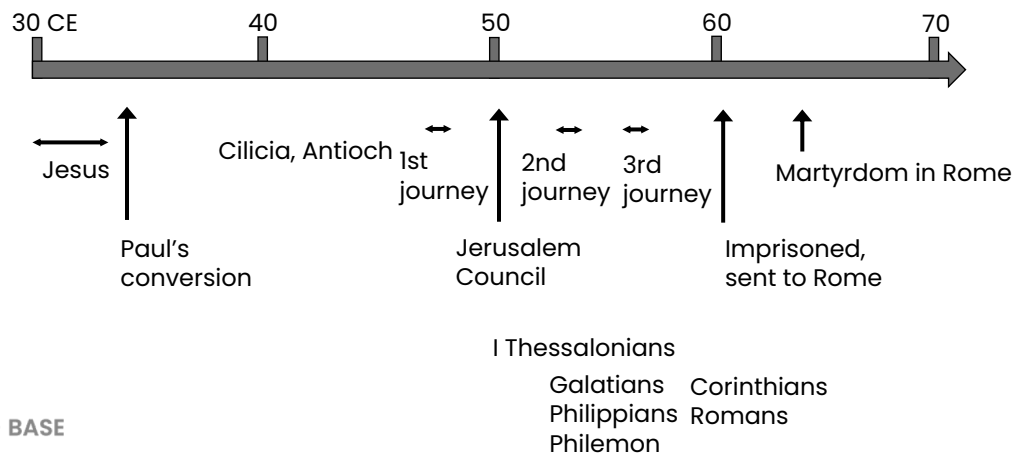 30 CE
40
50
60
70
Jesus
Cilicia, Antioch
1st
journey
2nd
journey
3rd
journey
Martyrdom in Rome
Paul’s
conversion
Jerusalem
Council
Imprisoned,
sent to Rome
I Thessalonians
Galatians
Philippians
Philemon
Corinthians
Romans
BASE